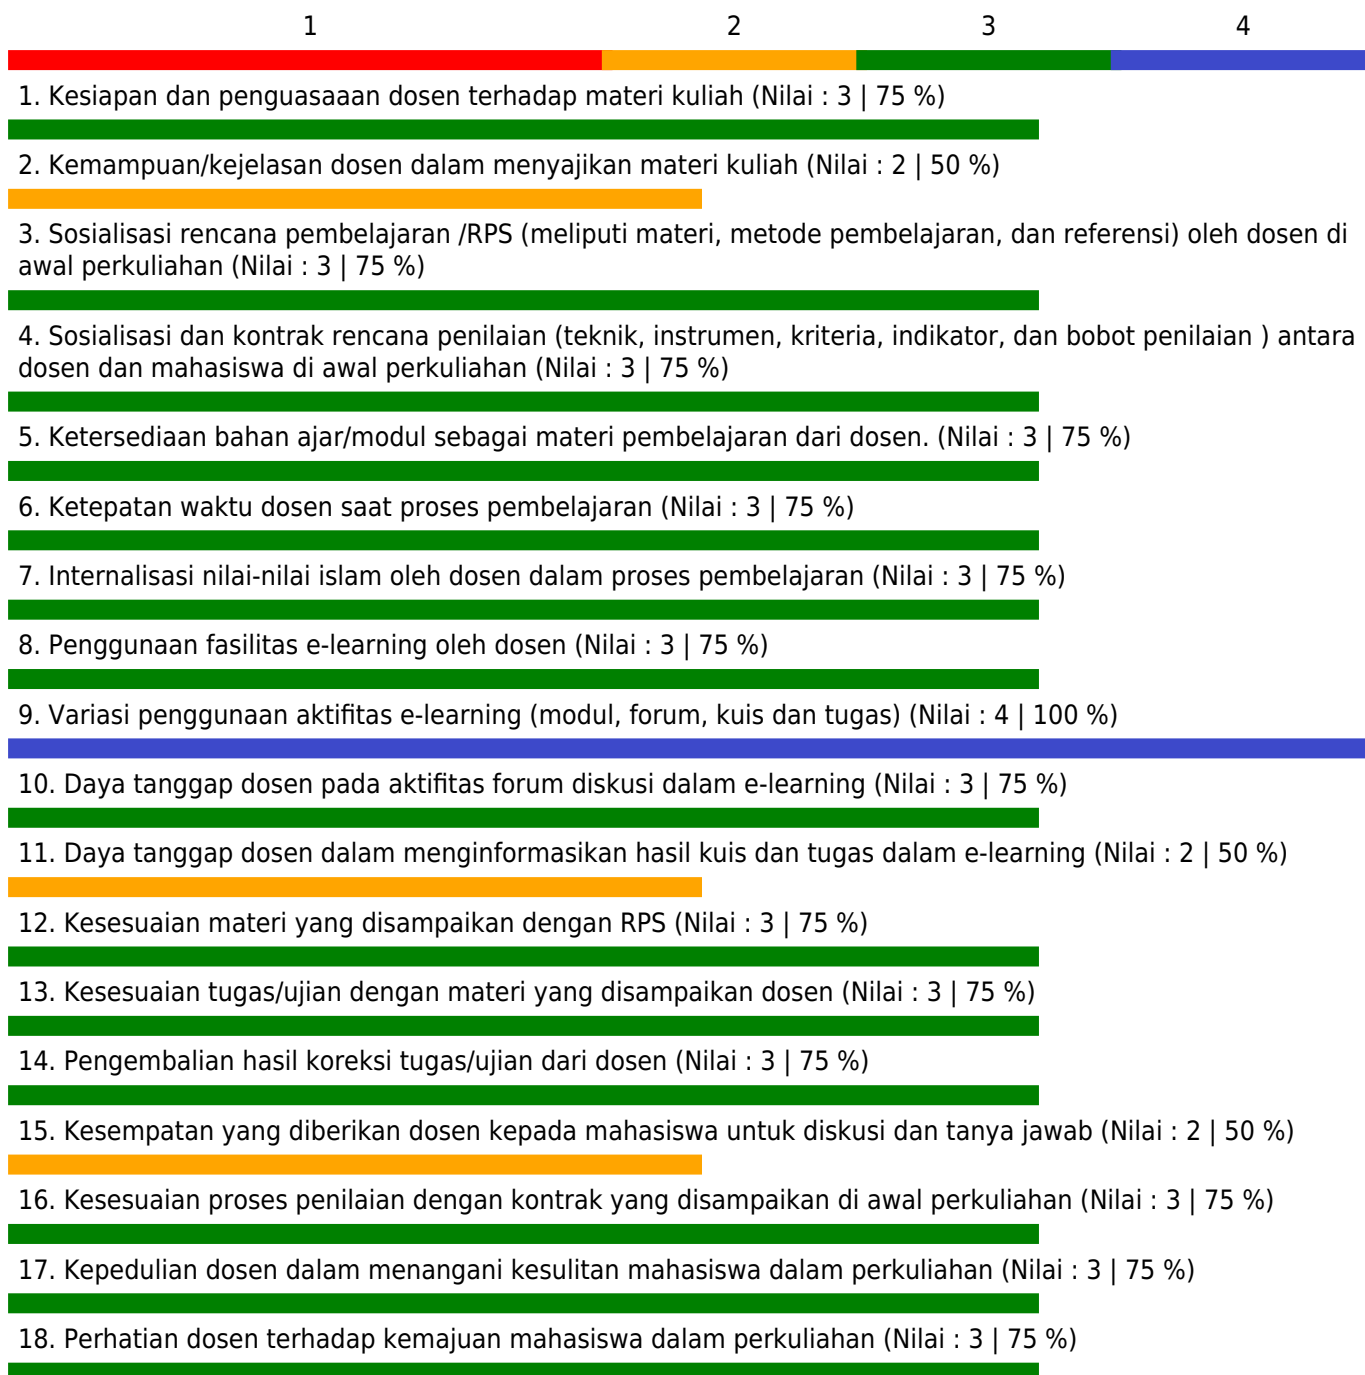 1 2 3 4
1. Kesiapan dan penguasaaan dosen terhadap materi kuliah (Nilai : 3 | 75 %)
2. Kemampuan/kejelasan dosen dalam menyajikan materi kuliah (Nilai : 2 | 50 %)
3. Sosialisasi rencana pembelajaran /RPS (meliputi materi, metode pembelajaran, dan referensi) oleh dosen di
awal perkuliahan (Nilai : 3 | 75 %)
4. Sosialisasi dan kontrak rencana penilaian (teknik, instrumen, kriteria, indikator, dan bobot penilaian ) antara
dosen dan mahasiswa di awal perkuliahan (Nilai : 3 | 75 %)
5. Ketersediaan bahan ajar/modul sebagai materi pembelajaran dari dosen. (Nilai : 3 | 75 %)
6. Ketepatan waktu dosen saat proses pembelajaran (Nilai : 3 | 75 %)
7. Internalisasi nilai-nilai islam oleh dosen dalam proses pembelajaran (Nilai : 3 | 75 %)
8. Penggunaan fasilitas e-learning oleh dosen (Nilai : 3 | 75 %)
9. Variasi penggunaan aktifitas e-learning (modul, forum, kuis dan tugas) (Nilai : 4 | 100 %)
10. Daya tanggap dosen pada aktifitas forum diskusi dalam e-learning (Nilai : 3 | 75 %)
11. Daya tanggap dosen dalam menginformasikan hasil kuis dan tugas dalam e-learning (Nilai : 2 | 50 %)
12. Kesesuaian materi yang disampaikan dengan RPS (Nilai : 3 | 75 %)
13. Kesesuaian tugas/ujian dengan materi yang disampaikan dosen (Nilai : 3 | 75 %)
14. Pengembalian hasil koreksi tugas/ujian dari dosen (Nilai : 3 | 75 %)
15. Kesempatan yang diberikan dosen kepada mahasiswa untuk diskusi dan tanya jawab (Nilai : 2 | 50 %)
16. Kesesuaian proses penilaian dengan kontrak yang disampaikan di awal perkuliahan (Nilai : 3 | 75 %)
17. Kepedulian dosen dalam menangani kesulitan mahasiswa dalam perkuliahan (Nilai : 3 | 75 %)
18. Perhatian dosen terhadap kemajuan mahasiswa dalam perkuliahan (Nilai : 3 | 75 %)